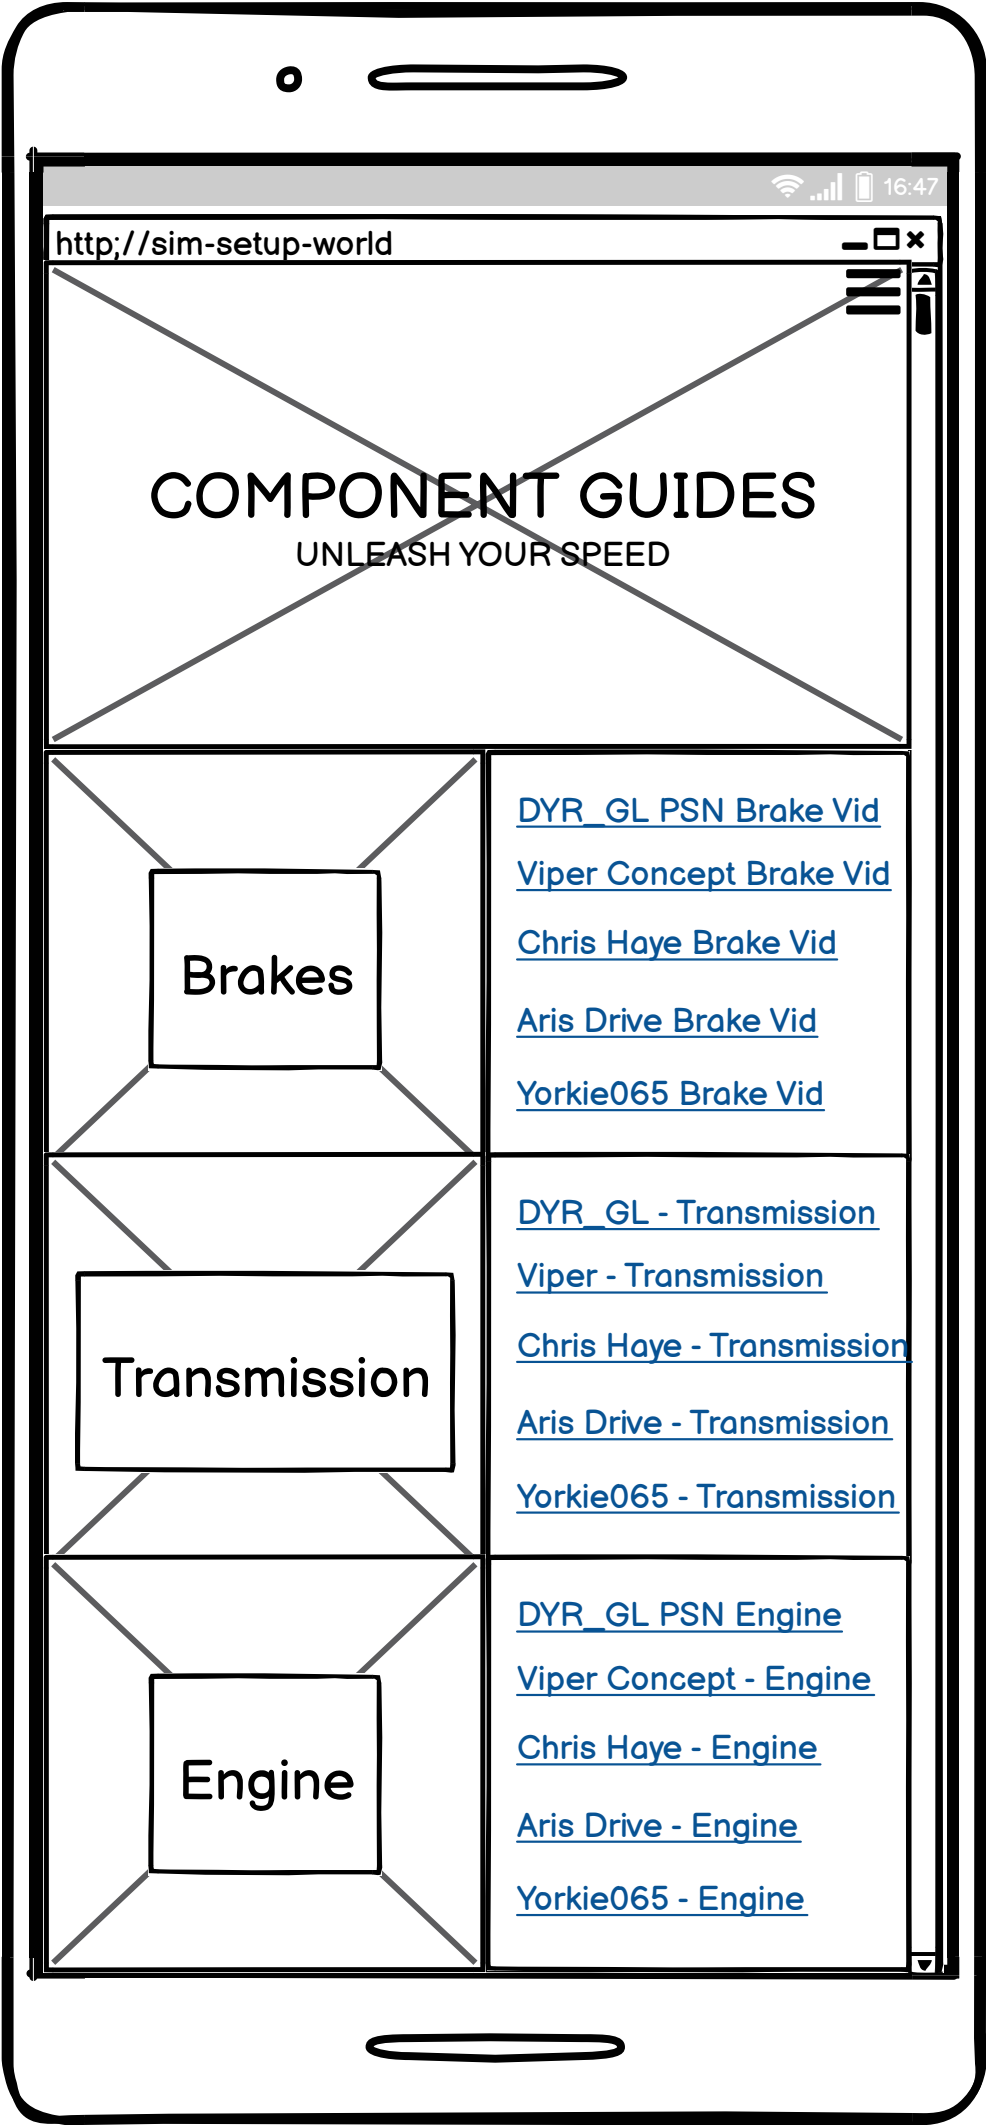 16:47
http;//sim-setup-world
COMPONENT GUIDES
UNLEASH YOUR SPEED
Brakes
DYR_GL PSN Brake Vid
Viper Concept Brake Vid
Chris Haye Brake Vid
Aris Drive Brake Vid
Yorkie065 Brake Vid
Transmission
DYR_GL - Transmission
Viper - Transmission
Chris Haye - Transmission
Aris Drive - Transmission
Yorkie065 - Transmission
Engine
DYR_GL PSN Engine
Viper Concept - Engine
Chris Haye - Engine
Aris Drive - Engine
Yorkie065 - Engine